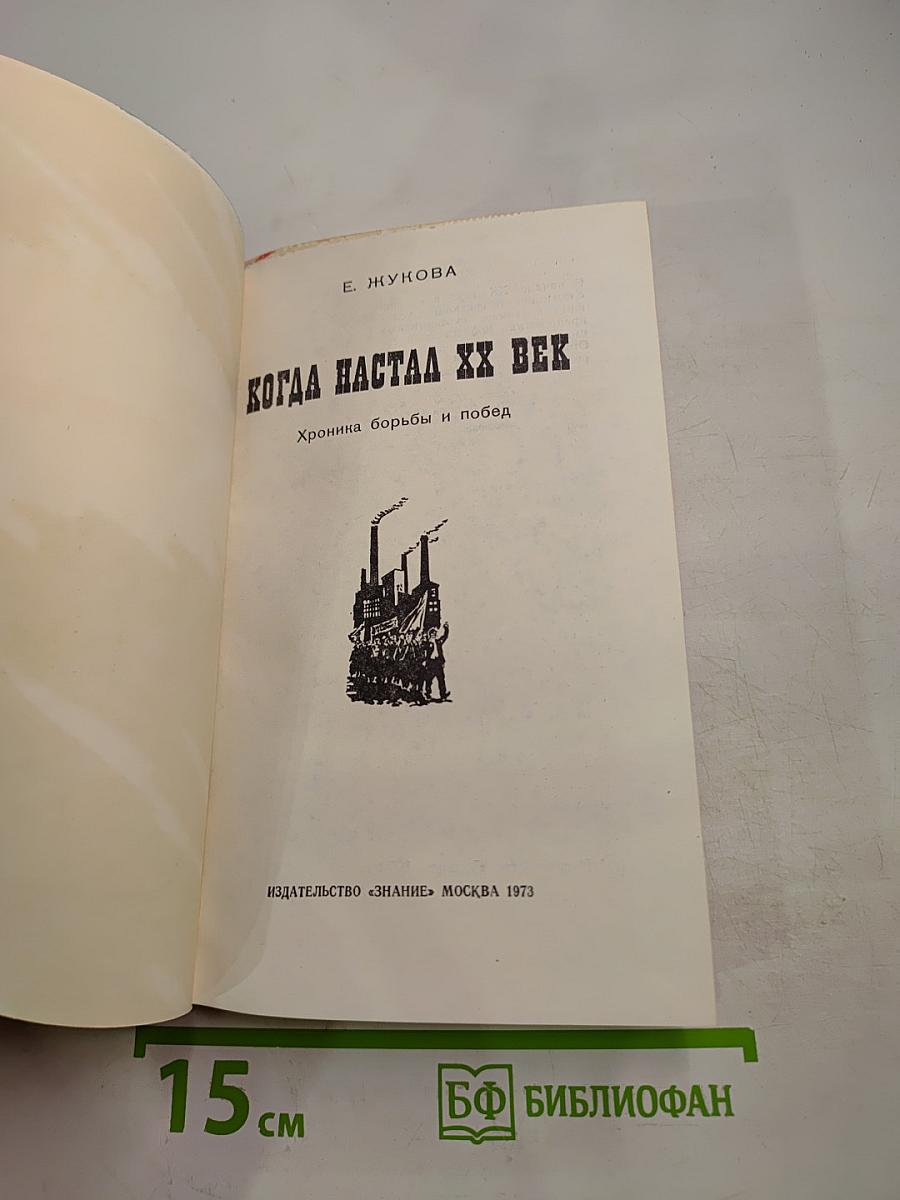 Е. ЖУКОВА
КОГДА НАСТАЛ XX ВЕК
Хроника борьбы и побед
ИЗДАТЕЛЬСТВО «ЗНАНИЕ» МОСКВА 1973
15 см
БФ БИБЛИОФАН